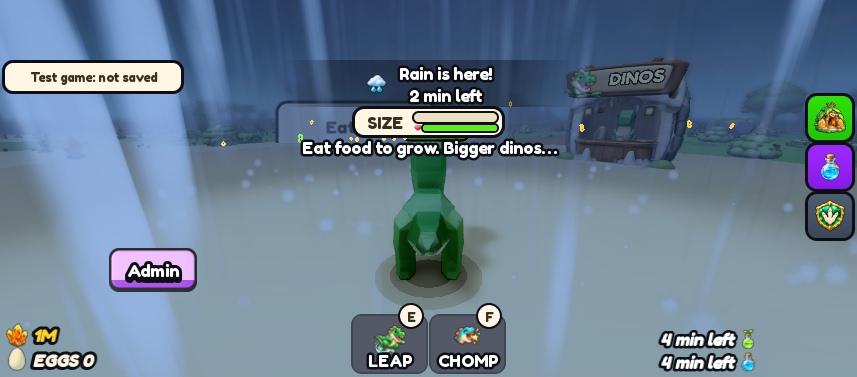 Test game: not saved
Rain is here!
2 min left
DINOS
Eat
SIZE
Eat food to grow. Bigger dinos...
Admin
1M
EGGS 0
E
F
LEAP
CHOMP
4 min left
4 min left